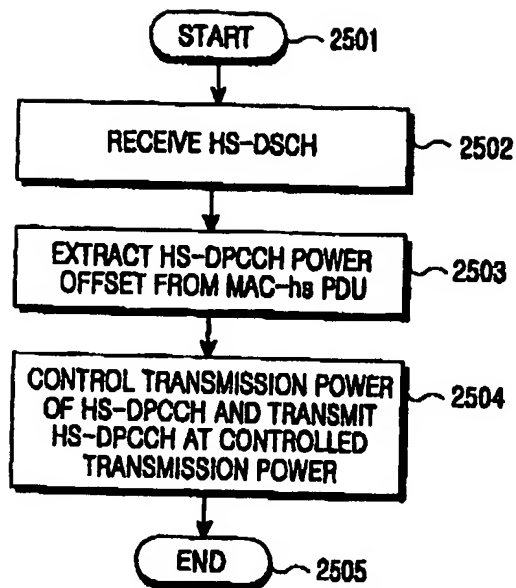 START
2501
RECEIVE HS-DSCH
2502
EXTRACT HS-DPCCH POWER
OFFSET FROM MAC-hs PDU
2503
CONTROL TRANSMISSION POWER
OF HS-DPCCH AND TRANSMIT
HS-DPCCH AT CONTROLLED
TRANSMISSION POWER
2504
END
2505